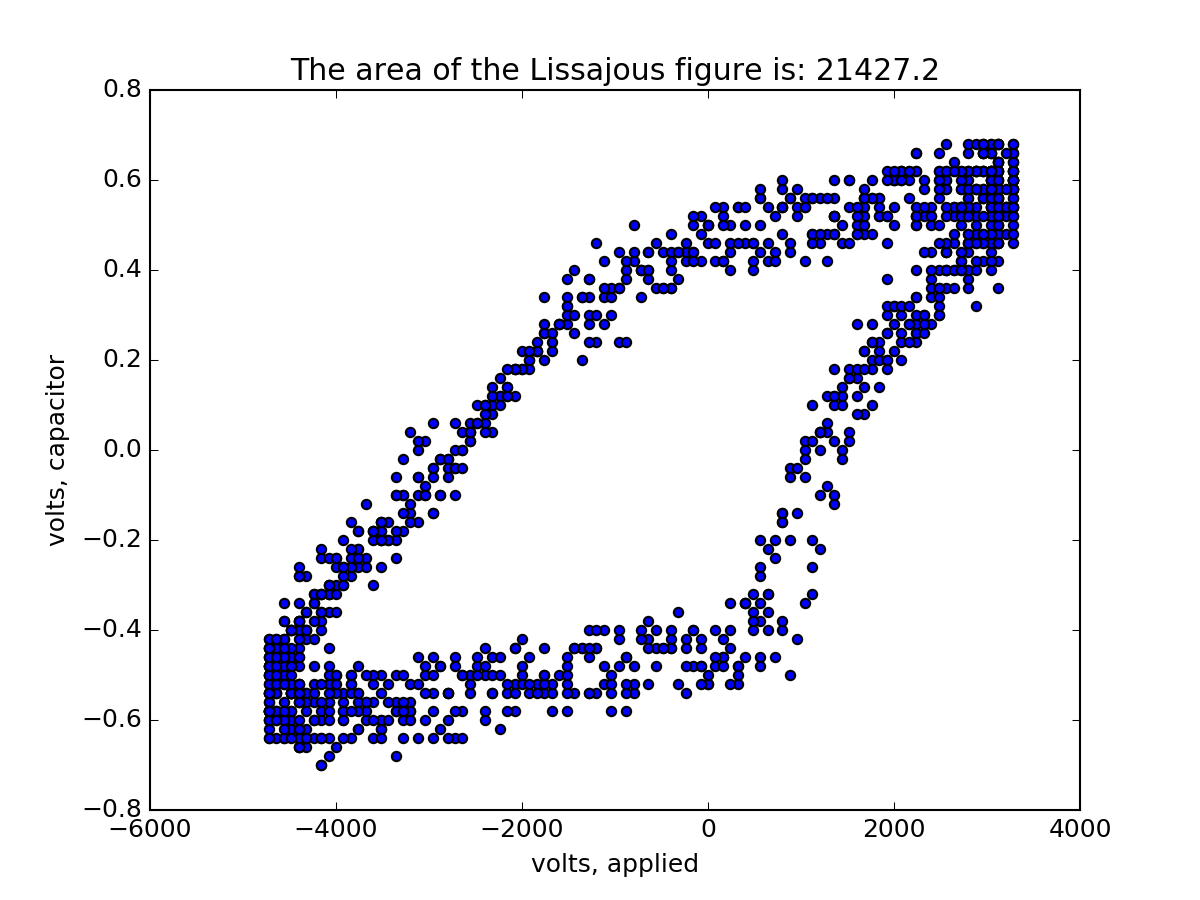 The area of the Lissajous figure is: 21427.2
0.8
0.6
0.4
0.2
0.0
−0.2
−0.4
−0.6
−0.8
volts, capacitor
−6000 −4000 −2000 0 2000 4000
volts, applied